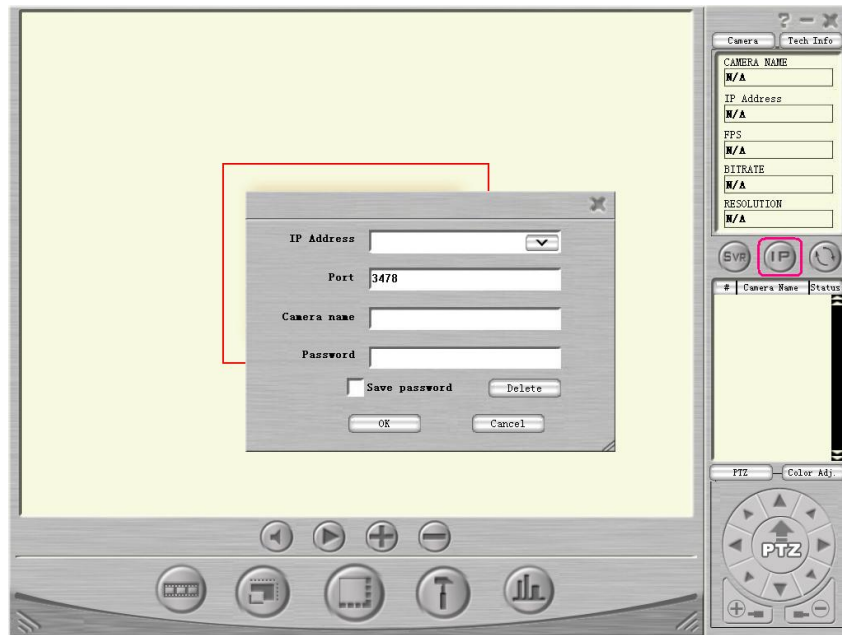 Camera
Tech Info
CAMERA NAME
N/A
IP Address
N/A
FPS
N/A
BITRATE
N/A
RESOLUTION
N/A
SVR
IP
# Camera Name Status
IP Address
Port 3478
Camera name
Password
Save password
Delete
OK
Cancel
PTZ
Color Adj.
PTZ